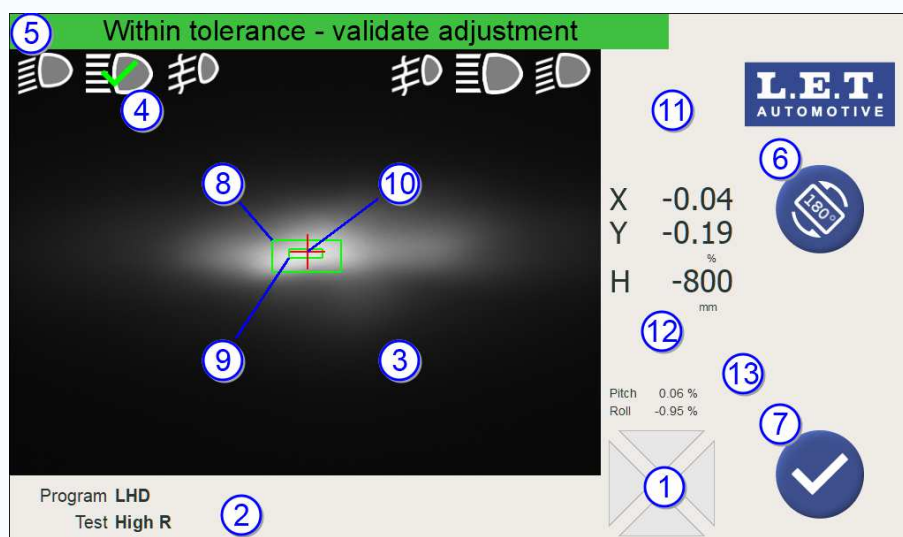 5
Within tolerance - validate adjustment
4
11
L.E.T.
AUTOMOTIVE
8
10
6
180°
X -0.04
Y -0.19
%
H -800
mm
9
3
12
13
Pitch 0.06 %
Roll -0.95 %
7
1
Program LHD
Test High R
2